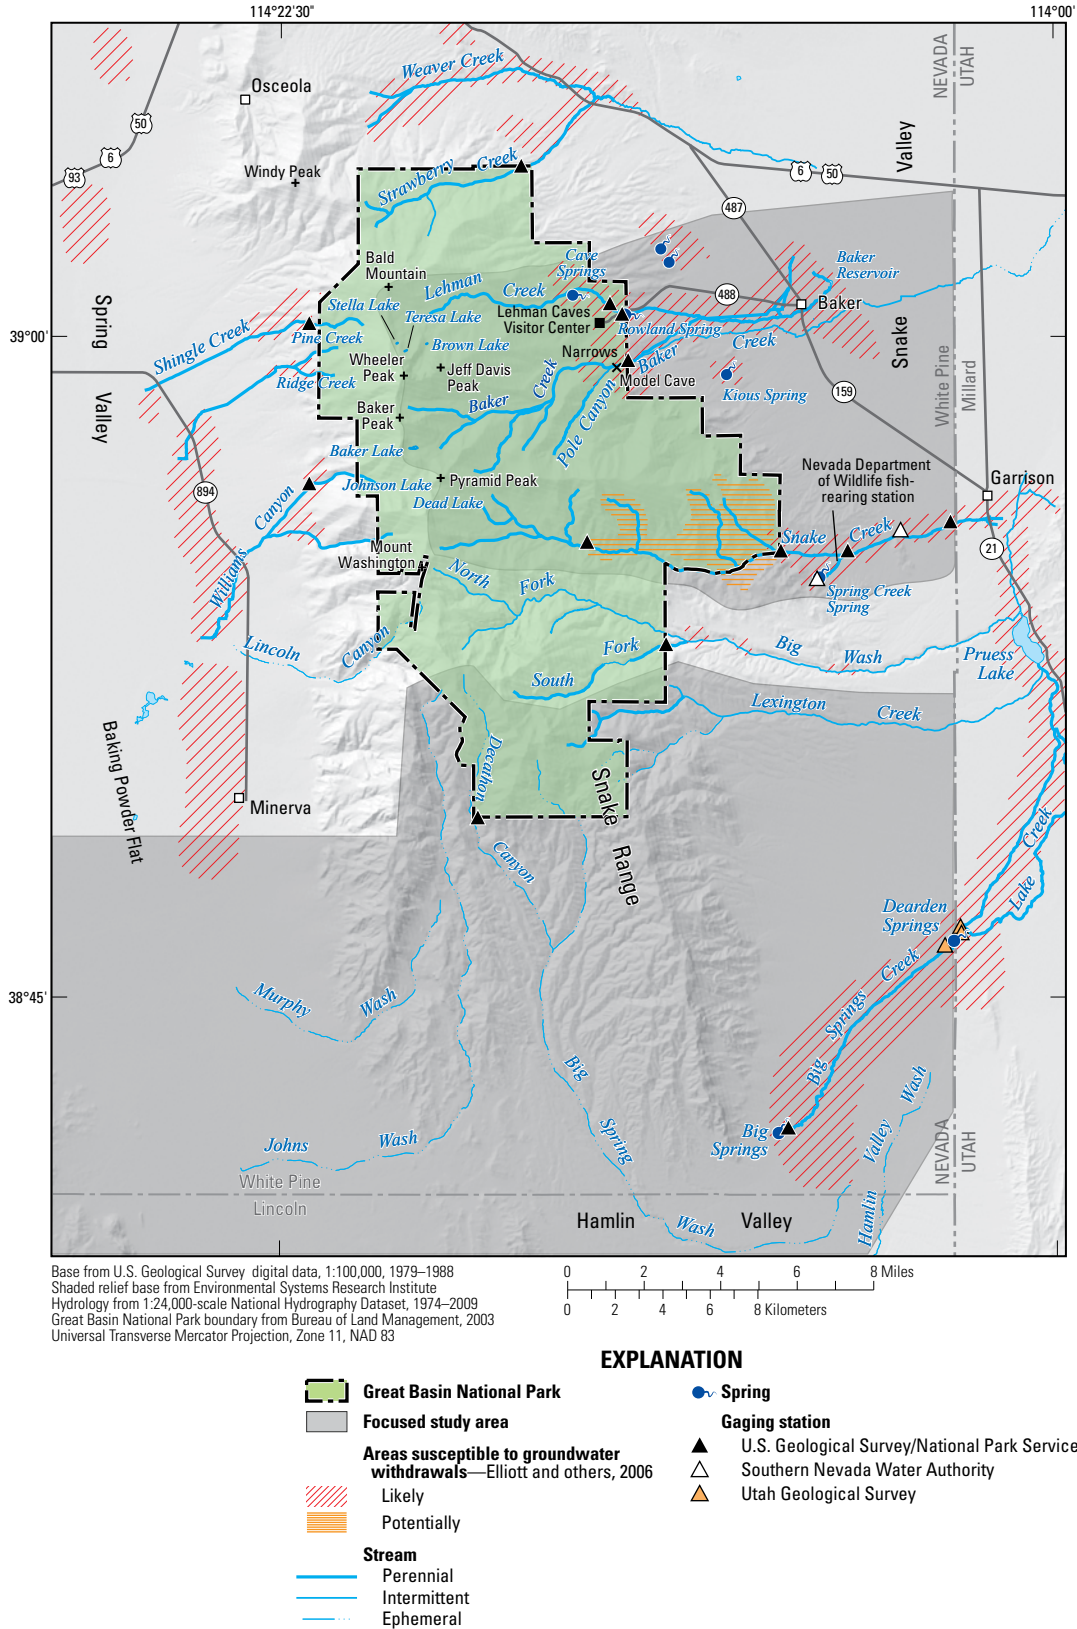 114°22'30"
114°00'
Weaver Creek
NEVADA
UTAH
Osceola
50
6
93
Windy Peak
Strawberry Creek
Valley
6
50
487
Bald
Mountain
Cave
Springs
Baker
Reservoir
Lehman Creek
488
Stella Lake
Teresa Lake
Lehman Caves
Visitor Center
Baker
Spring
Valley
39°00'
Shingle Creek
Pine Creek
Brown Lake
Rowland Spring
Baker Creek
Snake
Narrows
Wheeler
Peak
Jeff Davis
Peak
Model Cave
Ridge Creek
Kious Spring
159
White Pine
Millard
Baker Creek
Baker
Peak
Pole Canyon
Baker Lake
Nevada Department
of Wildlife fish-
rearing station
Garrison
894
Canyon
Johnson Lake
Pyramid Peak
Dead Lake
Snake Creek
21
Mount
Washington
Williams
North Fork
Spring Creek
Spring
Lincoln Canyon
South Fork
Big Wash
Pruess
Lake
Lexington Creek
Baking Powder Flat
Decathon
Canyon
Snake
Range
Minerva
Creek
Lake
Dearden
Springs
38°45'
Murphy Wash
Big Springs Creek
Big
Spring
Wash
Johns Wash
Big
Springs
Hamlin Valley Wash
NEVADA
UTAH
White Pine
Lincoln
Hamlin Valley
Base from U.S. Geological Survey digital data, 1:100,000, 1979–1988
Shaded relief base from Environmental Systems Research Institute
Hydrology from 1:24,000-scale National Hydrography Dataset, 1974–2009
Great Basin National Park boundary from Bureau of Land Management, 2003
Universal Transverse Mercator Projection, Zone 11, NAD 83
0 2 4 6 8 Miles
0 2 4 6 8 Kilometers
EXPLANATION
Great Basin National Park
Focused study area
Areas susceptible to groundwater
withdrawals—Elliott and others, 2006
Likely
Potentially
Stream
Perennial
Intermittent
Ephemeral
Spring
Gaging station
U.S. Geological Survey/National Park Service
Southern Nevada Water Authority
Utah Geological Survey